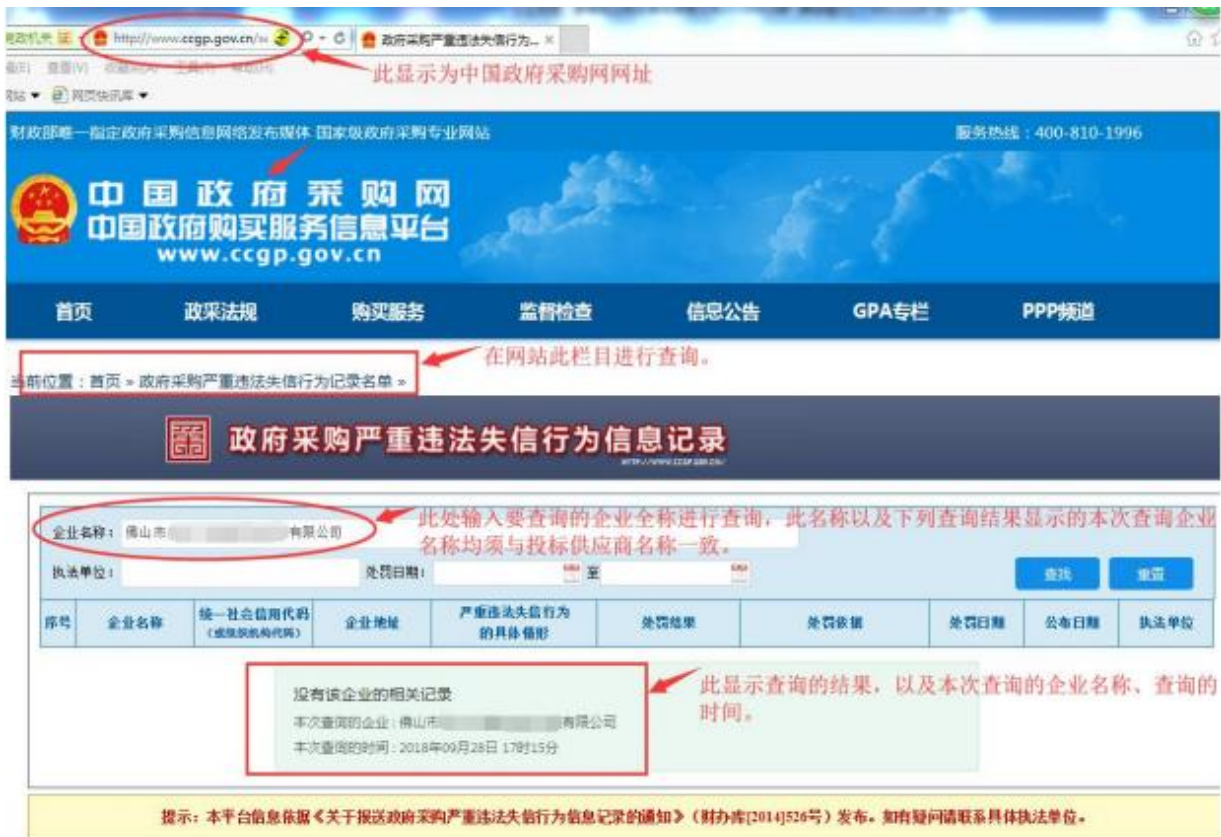 http://www.ccgp.gov.cn/
政府采购严重违法失信行为...
此显示为中国政府采购网网址
网页快讯库
财政部唯一指定政府采购信息网络发布媒体 国家级政府采购专业网站
服务热线：400-810-1996
中国政府采购网
中国政府购买服务信息平台
www.ccgp.gov.cn
首页 政采法规 购买服务 监督检查 信息公告 GPA专栏 PPP频道
在网站此栏目进行查询。
当前位置：首页 » 政府采购严重违法失信行为记录名单 »
政府采购严重违法失信行为信息记录
HTTP://WWW.CCGP.GOV.CN/
企业名称： 佛山市 有限公司
此处输入要查询的企业全称进行查询，此名称以及下列查询结果显示的本次查询企业
名称均须与投标供应商名称一致。
执法单位： 处罚日期： 至 查找 重置
序号 企业名称 统一社会信用代码 （或组织机构代码） 企业地址 严重违法失信行为 的具体情形 处罚结果 处罚依据 处罚日期 公布日期 执法单位
没有该企业的相关记录
此显示查询的结果，以及本次查询的企业名称、查询的
时间。
本次查询的企业：佛山市 有限公司
本次查询的时间：2018年09月28日 17时15分
提示：本平台信息依据《关于报送政府采购严重违法失信行为信息记录的通知》（财办库[2014]526号）发布。如有疑问请联系具体执法单位。